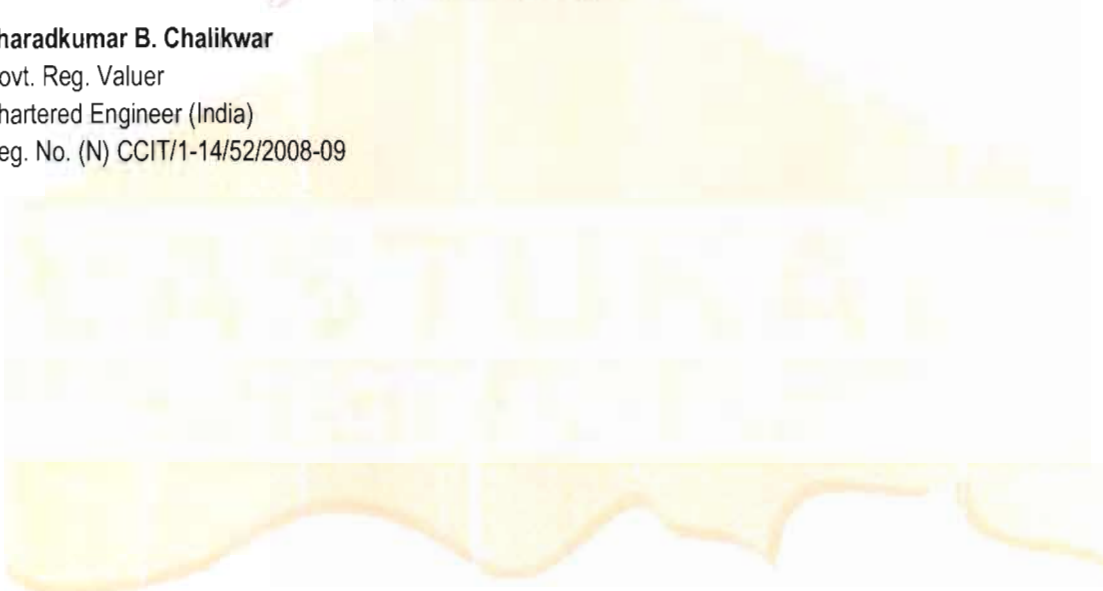 haradkumar B. Chalikwar
ovt. Reg. Valuer
hartered Engineer (India)
eg. No. (N) CCIT/1-14/52/2008-09